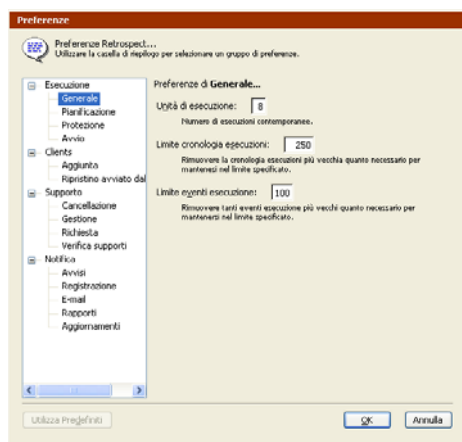 Preferenze
Preferenze Retrospect...
Utilizzare la casella di riepilogo per selezionare un gruppo di preferenze.
Esecuzione
Generale
Pianificazione
Protezione
Avvio
Clients
Aggiunta
Ripristino avviato dal
Supporto
Cancellazione
Gestione
Richiesta
Verifica supporti
Notifica
Avvisi
Registrazione
E-mail
Rapporti
Aggiornamenti
Preferenze di Generale...
Unità di esecuzione: 8
Numero di esecuzioni contemporanee.
Limite cronologia esecuzioni: 250
Rimuovere la cronologia esecuzioni più vecchia quanto necessario per
mantenersi nel limite specificato.
Limite eventi esecuzione: 100
Rimuovere tanti eventi esecuzione più vecchi quanto necessario per
mantenersi nel limite specificato.
Utilizza Predefiniti
OK
Annulla